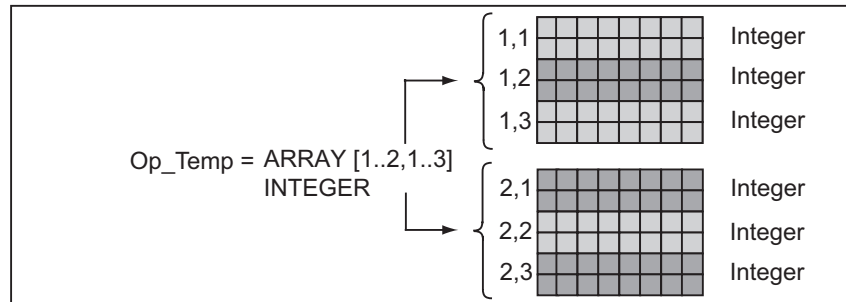 1,1 Integer
1,2 Integer
1,3 Integer
Op_Temp = ARRAY [1..2,1..3]
INTEGER
2,1 Integer
2,2 Integer
2,3 Integer